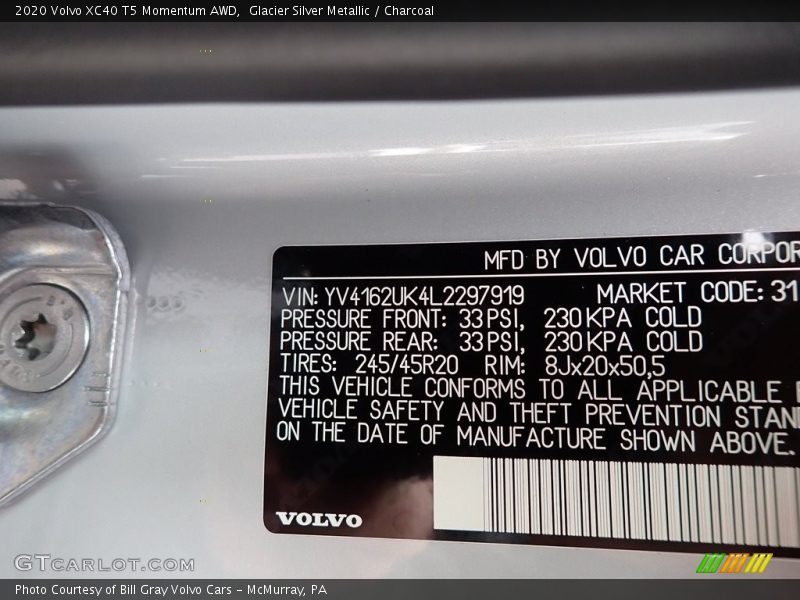 2020 Volvo XC40 T5 Momentum AWD,  Glacier Silver Metallic / Charcoal
MFD BY VOLVO CAR CORPOR
VIN: YV4162UK4L2297919 MARKET CODE: 31
PRESSURE FRONT: 33 PSI, 230 KPA COLD
PRESSURE REAR: 33 PSI, 230 KPA COLD
TIRES: 245/45R20 RIM: 8Jx20x50,5
THIS VEHICLE CONFORMS TO ALL APPLICABLE
VEHICLE SAFETY AND THEFT PREVENTION STAN
ON THE DATE OF MANUFACTURE SHOWN ABOVE.
VOLVO
GTCARLOT.COM
Photo Courtesy of Bill Gray Volvo Cars - McMurray, PA